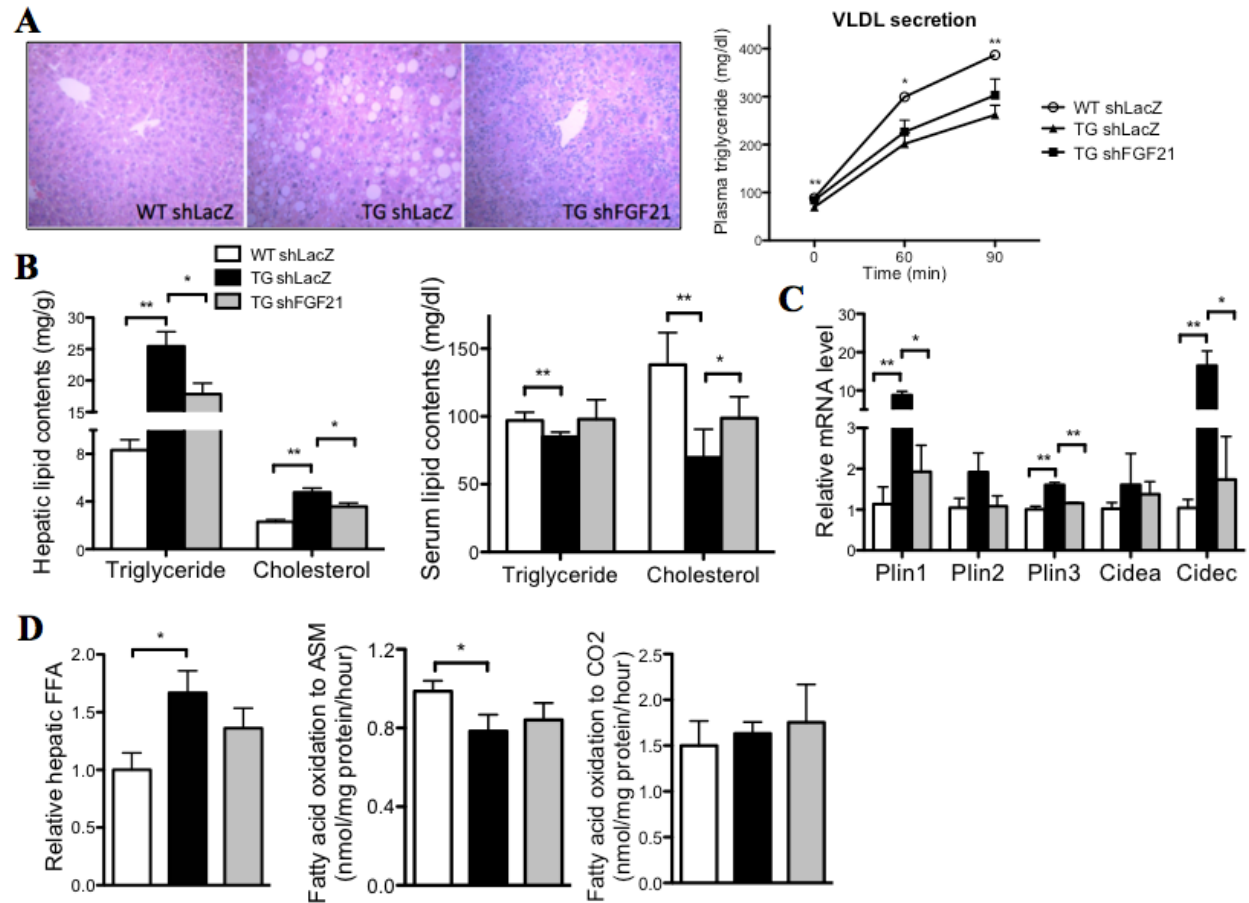 A
WT shLacZ
TG shLacZ
TG shFGF21
VLDL secretion
Plasma triglyceride (mg/dl)
400
300
200
100
0
**
*
**
0
60
90
Time (min)
WT shLacZ
TG shLacZ
TG shFGF21
B
WT shLacZ
TG shLacZ
TG shFGF21
Hepatic lipid contents (mg/g)
30
25
20
15
8
4
0
**
*
**
*
Triglyceride
Cholesterol
Serum lipid contents (mg/dl)
150
100
50
0
**
**
*
Triglyceride
Cholesterol
C
Relative mRNA level
30
20
10
3
2
1
0
**
*
**
**
**
*
Plin1
Plin2
Plin3
Cidea
Cidec
D
Relative hepatic FFA
2.0
1.5
1.0
0.5
0.0
*
Fatty acid oxidation to ASM
(nmol/mg protein/hour)
1.2
0.8
0.4
0.0
*
Fatty acid oxidation to CO2
(nmol/mg protein/hour)
2.5
2.0
1.5
1.0
0.5
0.0